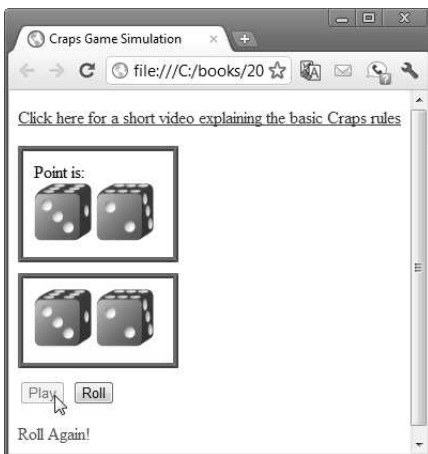 Craps Game Simulation
file:///C:/books/20
Click here for a short video explaining the basic Craps rules
Point is:
Play Roll
Roll Again!